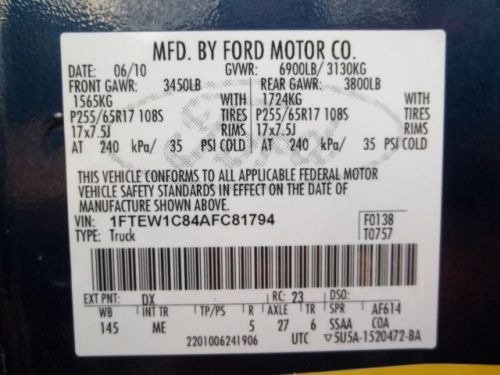 MFD. BY FORD MOTOR CO.
DATE: 06/10 GVWR: 6900LB/ 3130KG
FRONT GAWR: 3450LB REAR GAWR: 3800LB
1565KG WITH 1724KG WITH
P255/65R17 108S TIRES P255/65R17 108S TIRES
17x7.5J RIMS 17x7.5J RIMS
AT 240 kPa/ 35 PSI COLD AT 240 kPa/ 35 PSI COLD
THIS VEHICLE CONFORMS TO ALL APPLICABLE FEDERAL MOTOR
VEHICLE SAFETY STANDARDS IN EFFECT ON THE DATE OF
MANUFACTURE SHOWN ABOVE.
VIN: 1FTEW1C84AFC81794 F0138
TYPE: Truck T0757
EXT PNT: DX RC: 23 DSO:
WB INT TR TP/PS R AXLE TR SPR AF614
145 ME 5 27 6 SSAA COA
2201006241906 UTC ▽5U5A-1520472-BA
Ford